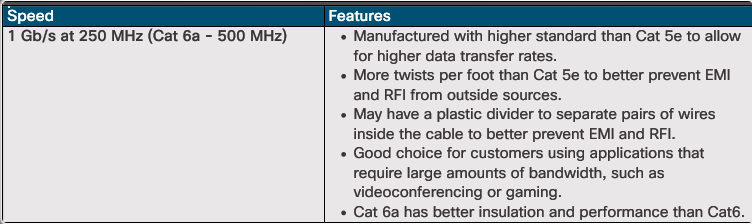 Speed
Features
1 Gb/s at 250 MHz (Cat 6a - 500 MHz)
• Manufactured with higher standard than Cat 5e to allow
for higher data transfer rates.
• More twists per foot than Cat 5e to better prevent EMI
and RFI from outside sources.
• May have a plastic divider to separate pairs of wires
inside the cable to better prevent EMI and RFI.
• Good choice for customers using applications that
require large amounts of bandwidth, such as
videoconferencing or gaming.
• Cat 6a has better insulation and performance than Cat6.